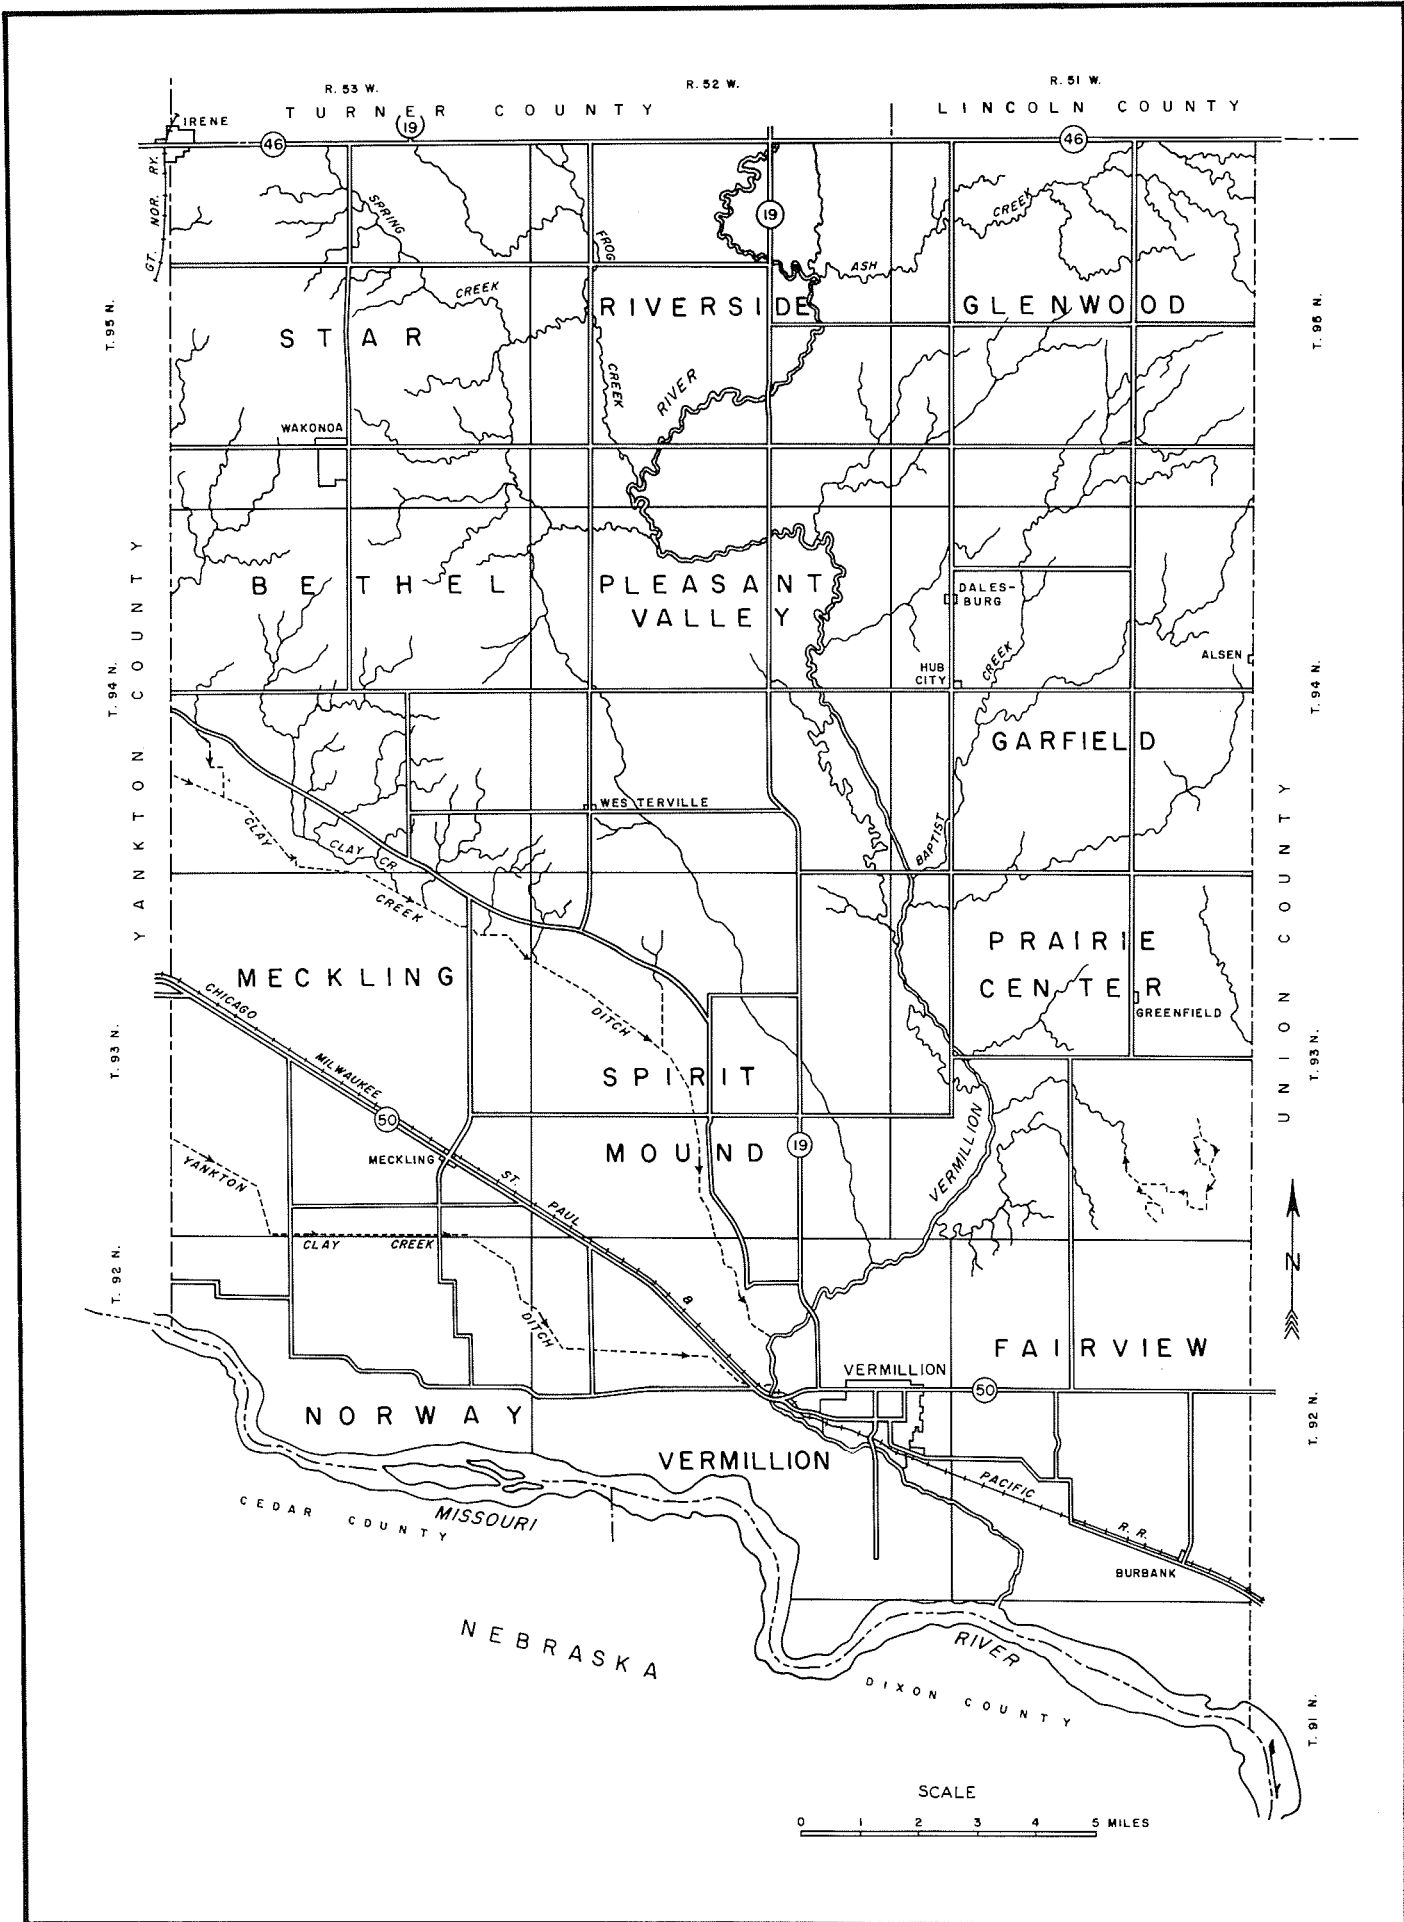 R. 53 W.
R. 52 W.
R. 51 W.
TURNER COUNTY
LINCOLN COUNTY
IRENE
46
19
46
GT. NOR. RY.
SPRING
CREEK
FROG
CREEK
19
ASH
CREEK
T. 95 N.
T. 95 N.
STAR
RIVERSIDE
GLENWOOD
RIVER
WAKONOA
YANKTON COUNTY
BETHEL
PLEASANT
VALLEY
DALES-
BURG
HUB
CITY
CREEK
ALSEN
T. 94 N.
T. 94 N.
GARFIELD
WESTERVILLE
CLAY
CREEK
CLAY CR.
BAPTIST
UNION COUNTY
MECKLING
PRAIRIE
CENTER
GREENFIELD
CHICAGO
MILWAUKEE
DITCH
T. 93 N.
T. 93 N.
SPIRIT
MOUND
50
19
MECKLING
ST.
PAUL
&
VERMILLION
YANKTON
CLAY CREEK
DITCH
N
T. 92 N.
FAIRVIEW
VERMILLION
50
NORWAY
T. 92 N.
VERMILLION
PACIFIC
R. R.
CEDAR COUNTY
MISSOURI
BURBANK
NEBRASKA
RIVER
DIXON COUNTY
T. 91 N.
SCALE
0 1 2 3 4 5 MILES